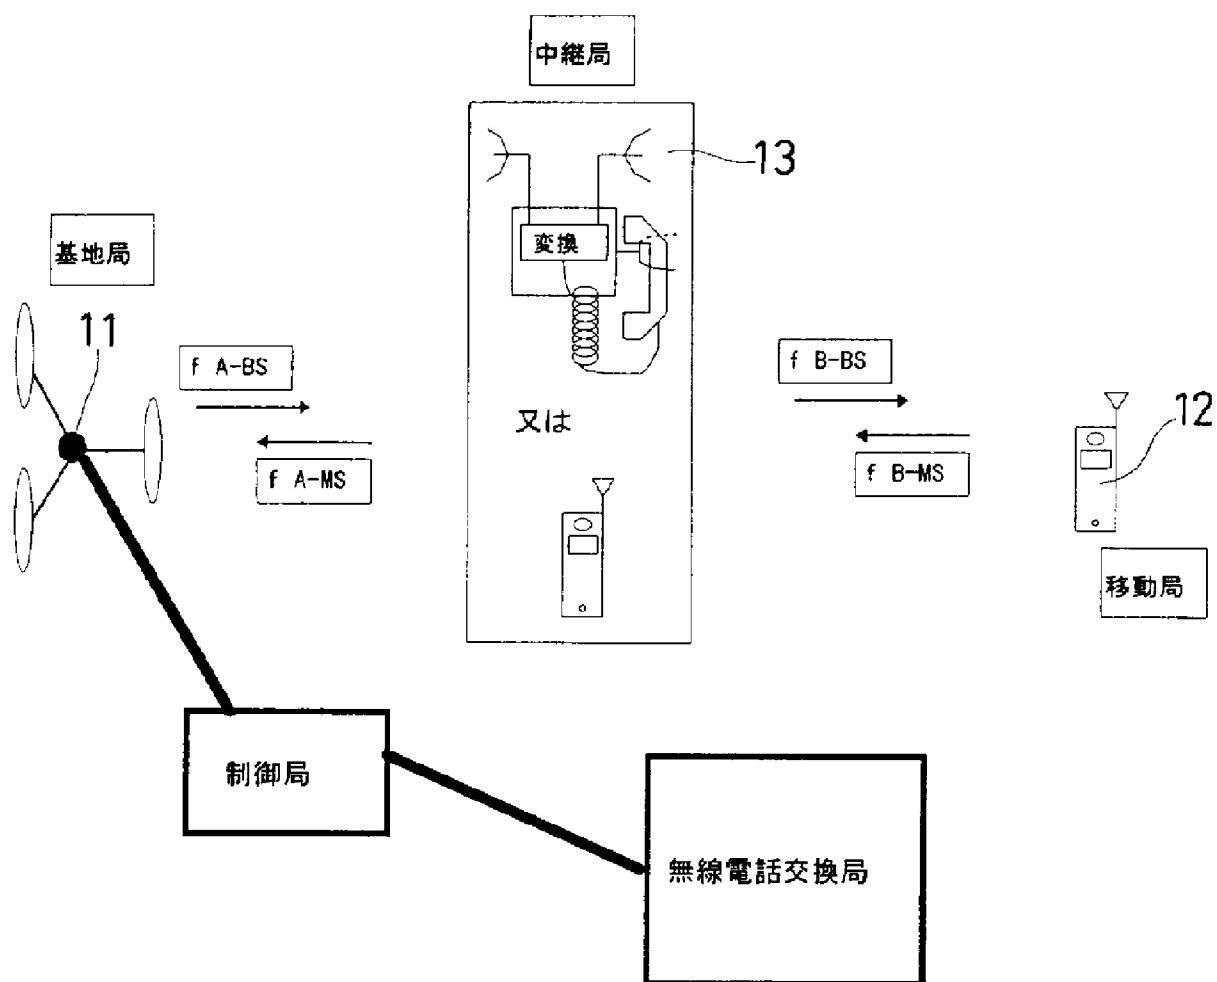 中継局
13
基地局
変換
11
f A-BS
f B-BS
又は
12
f A-MS
f B-MS
移動局
制御局
無線電話交換局